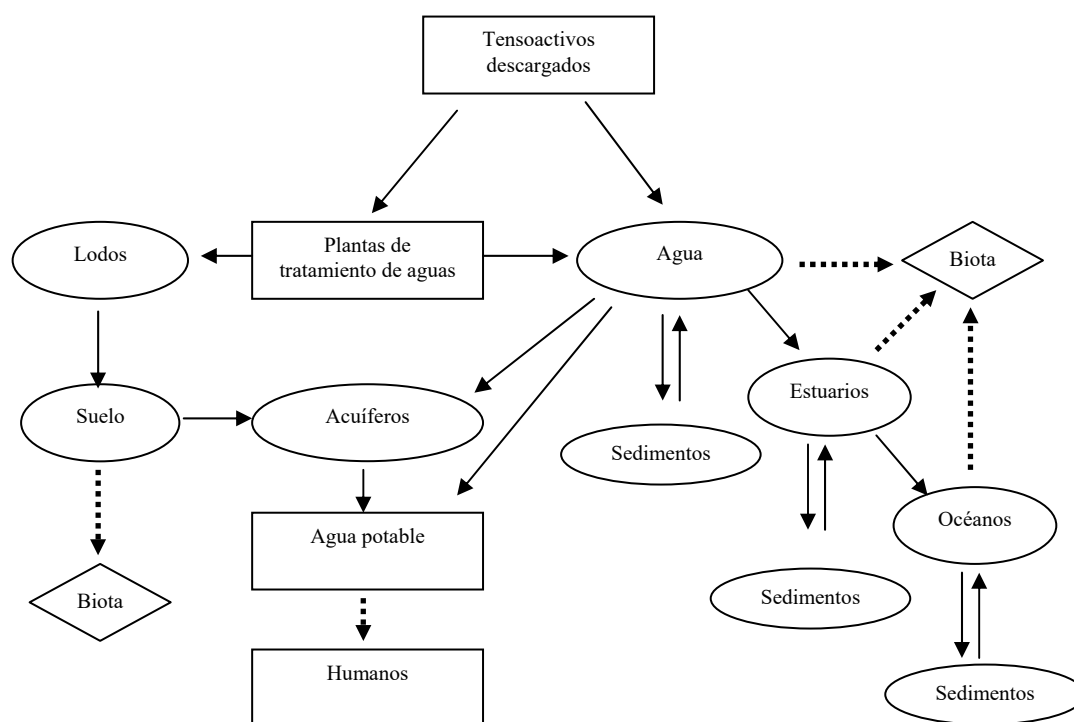 Tensoactivos
descargados
Lodos
Plantas de
tratamiento de aguas
Agua
Biota
Suelo
Acuíferos
Estuarios
Sedimentos
Agua potable
Océanos
Biota
Sedimentos
Humanos
Sedimentos